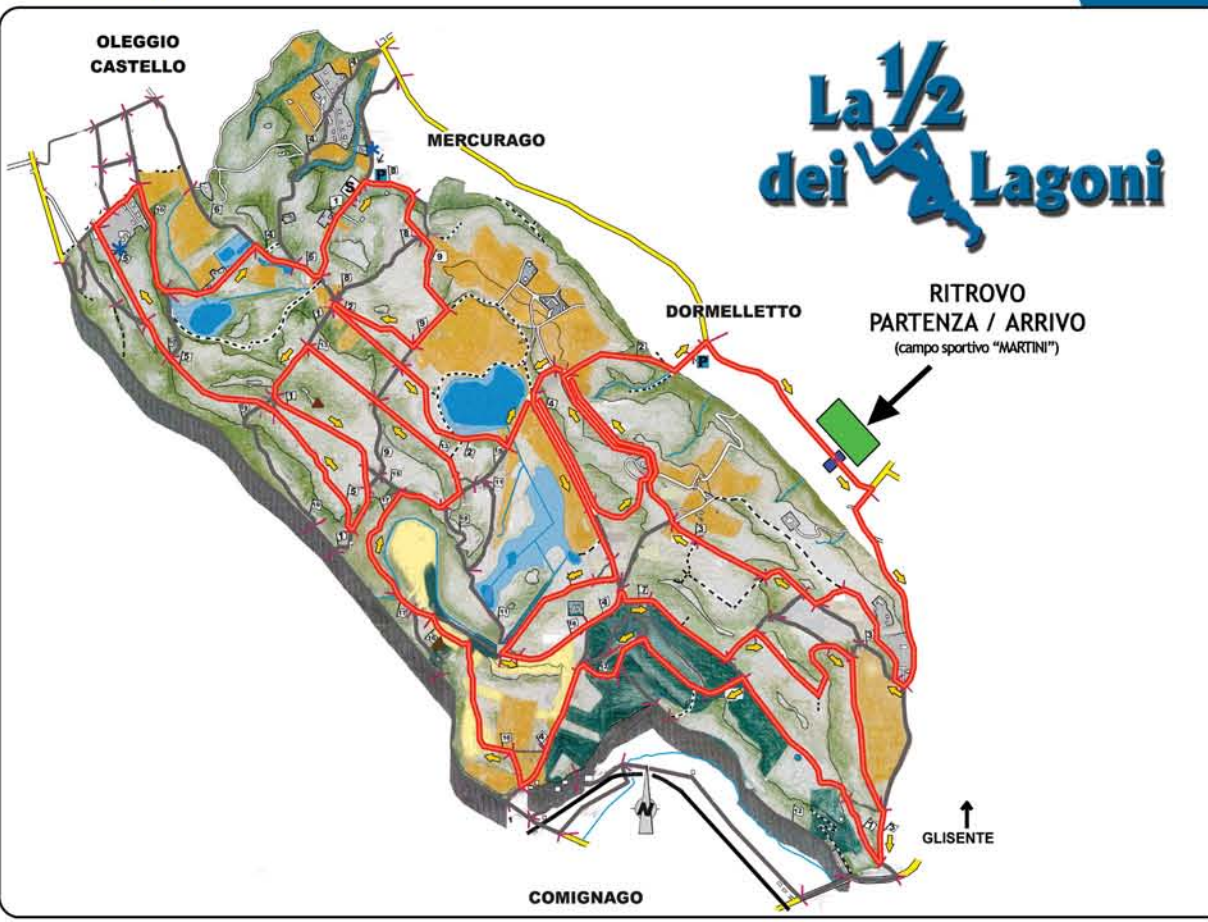 OLEGGIO
CASTELLO
MERCURAGO
La 1/2
dei Lagoni
DORMELLETTO
RITROVO
PARTENZA / ARRIVO
(campo sportivo "MARTINI")
P
S
P
N
GLISENTE
COMIGNAGO